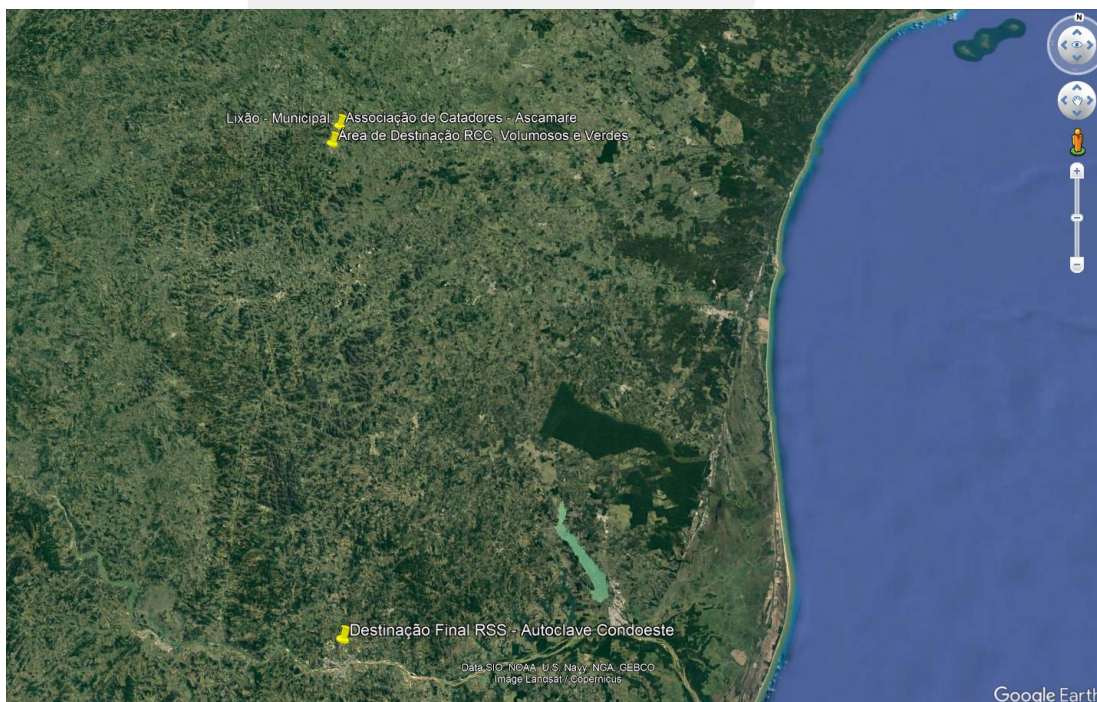 N
Lixão - Municipal
Associação de Catadores - Ascamare
Área de Destinação RCC, Volumosos e Verdes
Destinação Final RSS - Autoclave Condoeste
Data SIO, NOAA, U.S. Navy, NGA, GEBCO
Image Landsat / Copernicus
Google Earth